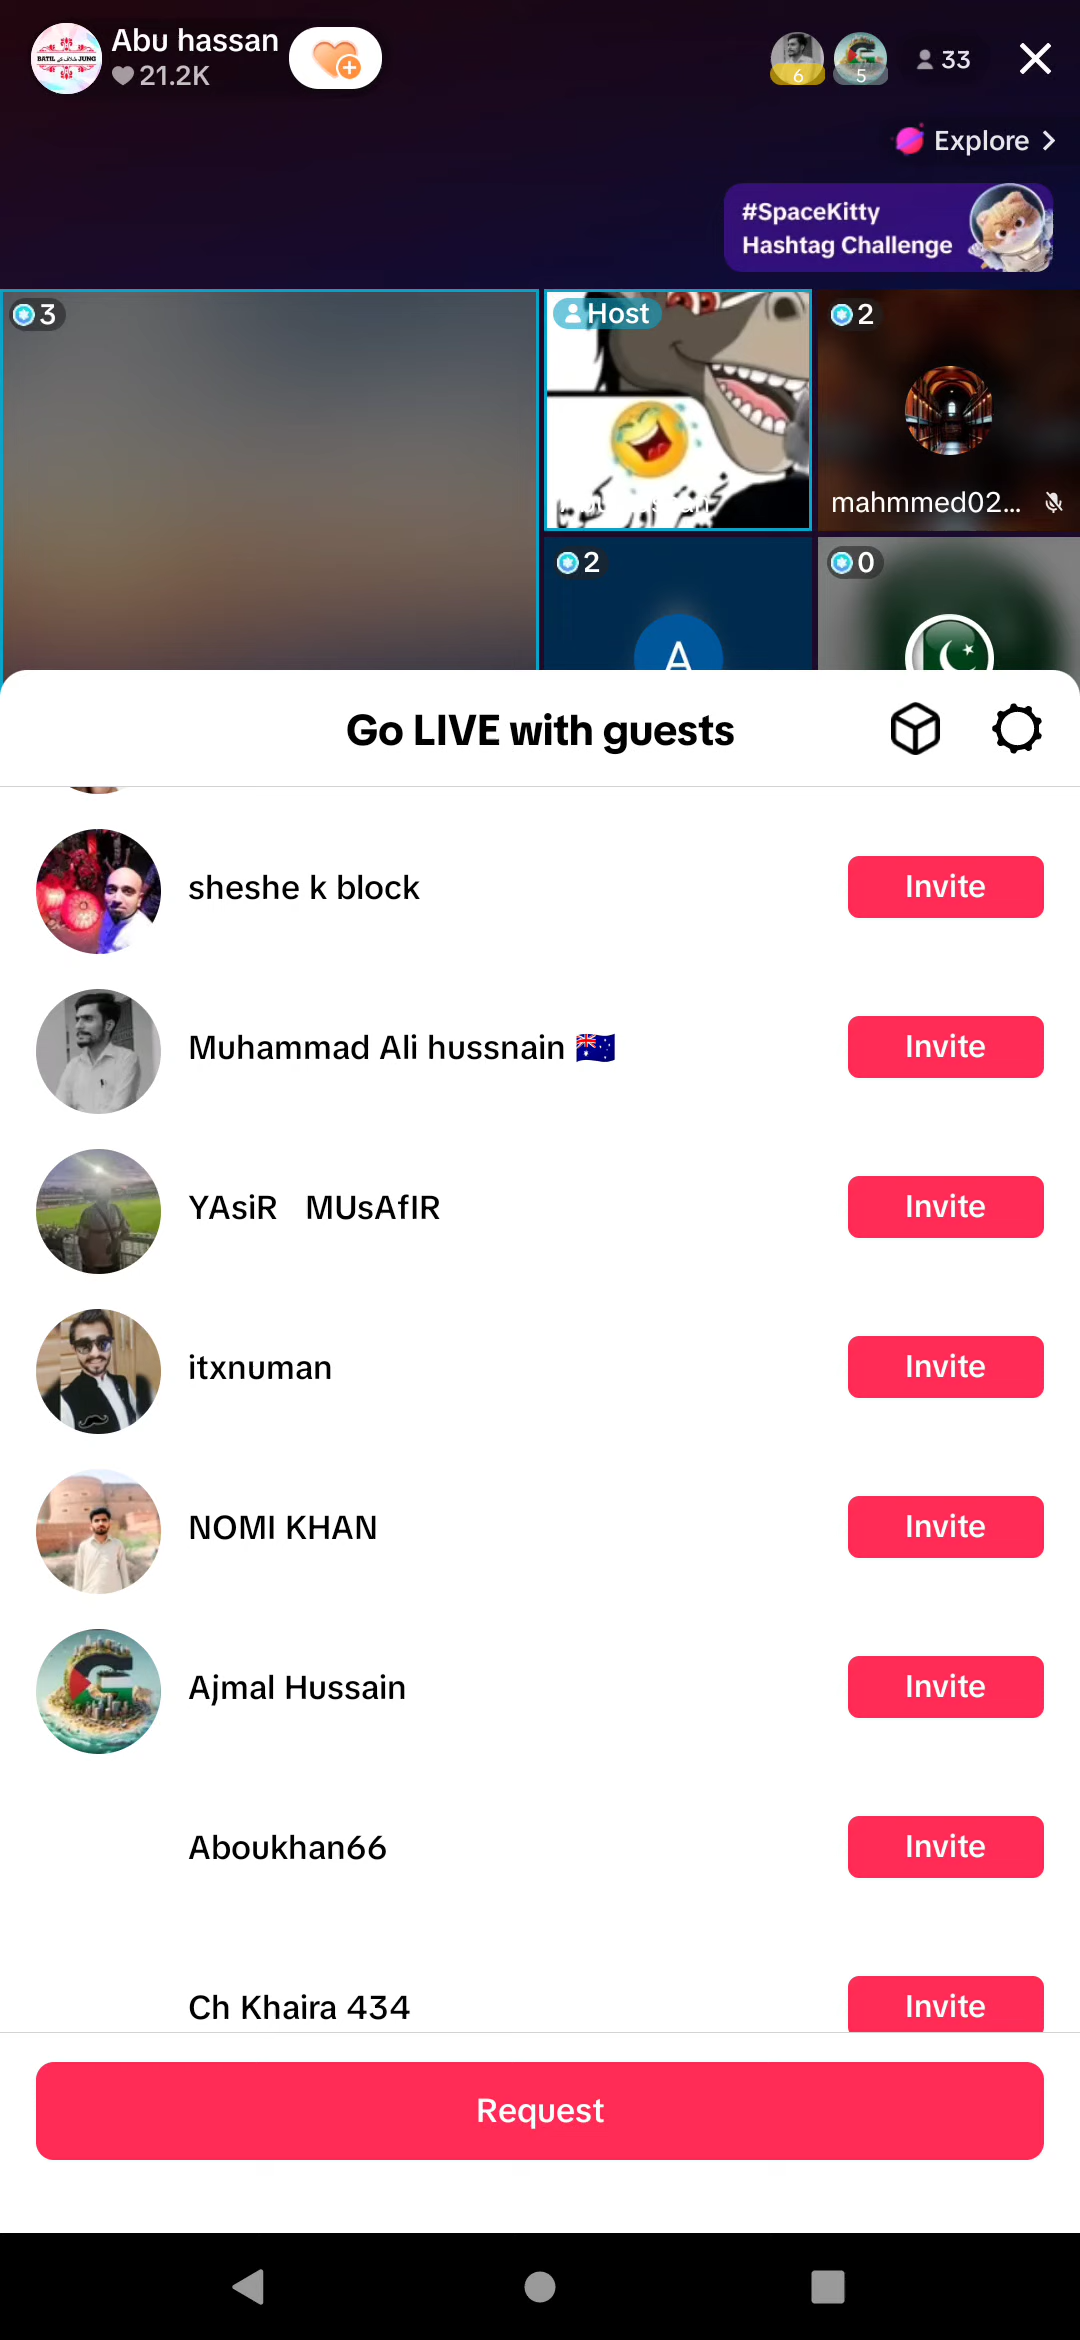 Abu hassan
21.2K
6
5
33
Explore
#SpaceKitty
Hashtag Challenge
3
Host
2
mahmmed02...
2
0
A
Go LIVE with guests
sheshe k block
Invite
Muhammad Ali hussnain 🇦🇺
Invite
YAsiR MUsAfIR
Invite
itxnuman
Invite
NOMI KHAN
Invite
Ajmal Hussain
Invite
Aboukhan66
Invite
Ch Khaira 434
Invite
Request